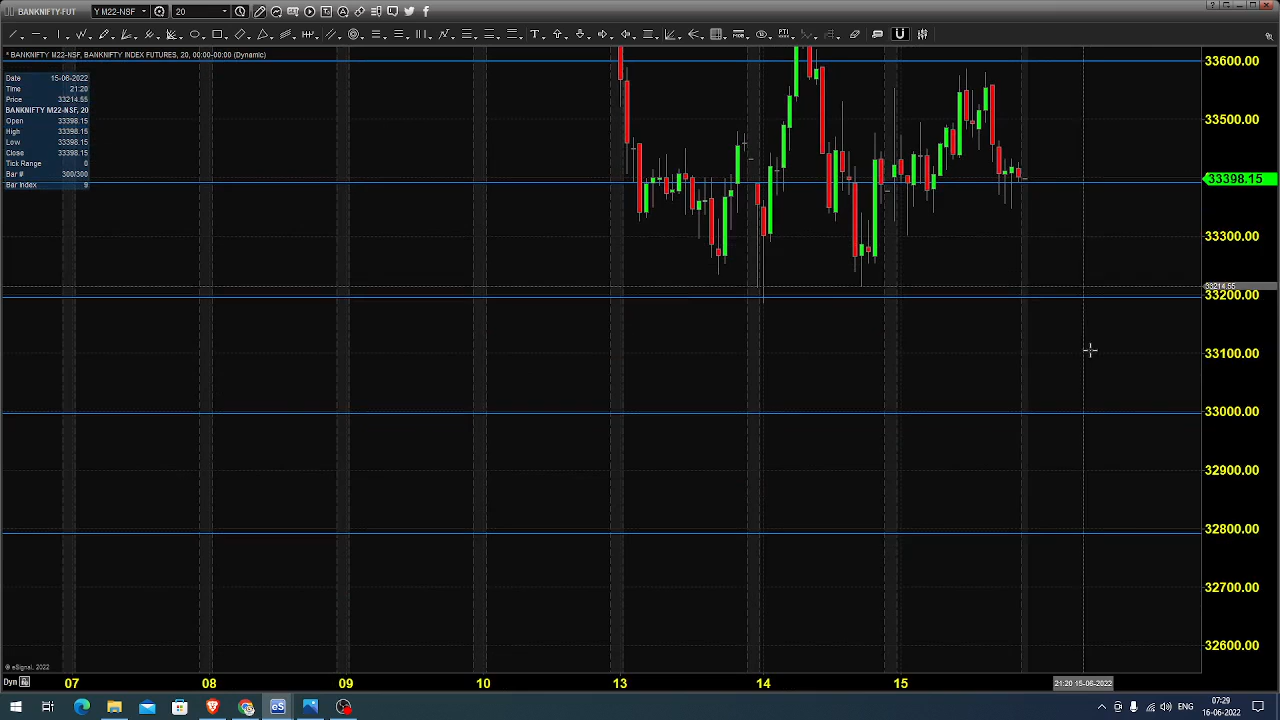 BANKNIFTY-FUT
Y M22-NSF
20
* BANKNIFTY M22-NSF, BANKNIFTY INDEX FUTURES, 20, 00:00-00:00 (Dynamic)
Date 15-06-2022
Time 21:20
Price 33214.55
BANKNIFTY M22-NSF, 20
Open 33398.15
High 33398.15
Low 33398.15
Close 33398.15
Tick Range 0
Bar # 300/300
Bar Index 9
33600.00
33500.00
33398.15
33300.00
33214.55
33200.00
33100.00
33000.00
32900.00
32800.00
32700.00
32600.00
© eSignal, 2022
Dyn
07 08 09 10 13 14 15
21:20 15-06-2022
ENG
07:29
16-06-2022